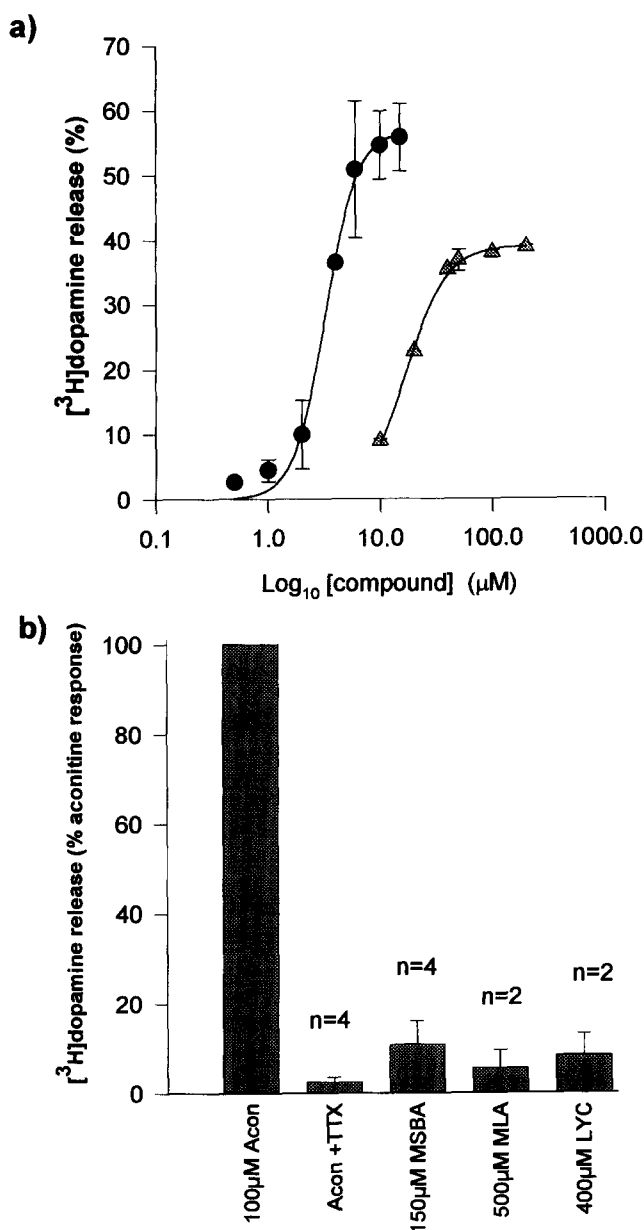 a)
70
60
50
40
30
20
10
0
[³H]dopamine release (%)
0.1 1.0 10.0 100.0 1000.0
Log₁₀ [compound] (µM)
b)
100
80
60
40
20
0
[³H]dopamine release (% aconitine response)
n=4
n=4
n=2
n=2
100µM Acon
Acon +TTX
150µM MSBA
500µM MLA
400µM LYC